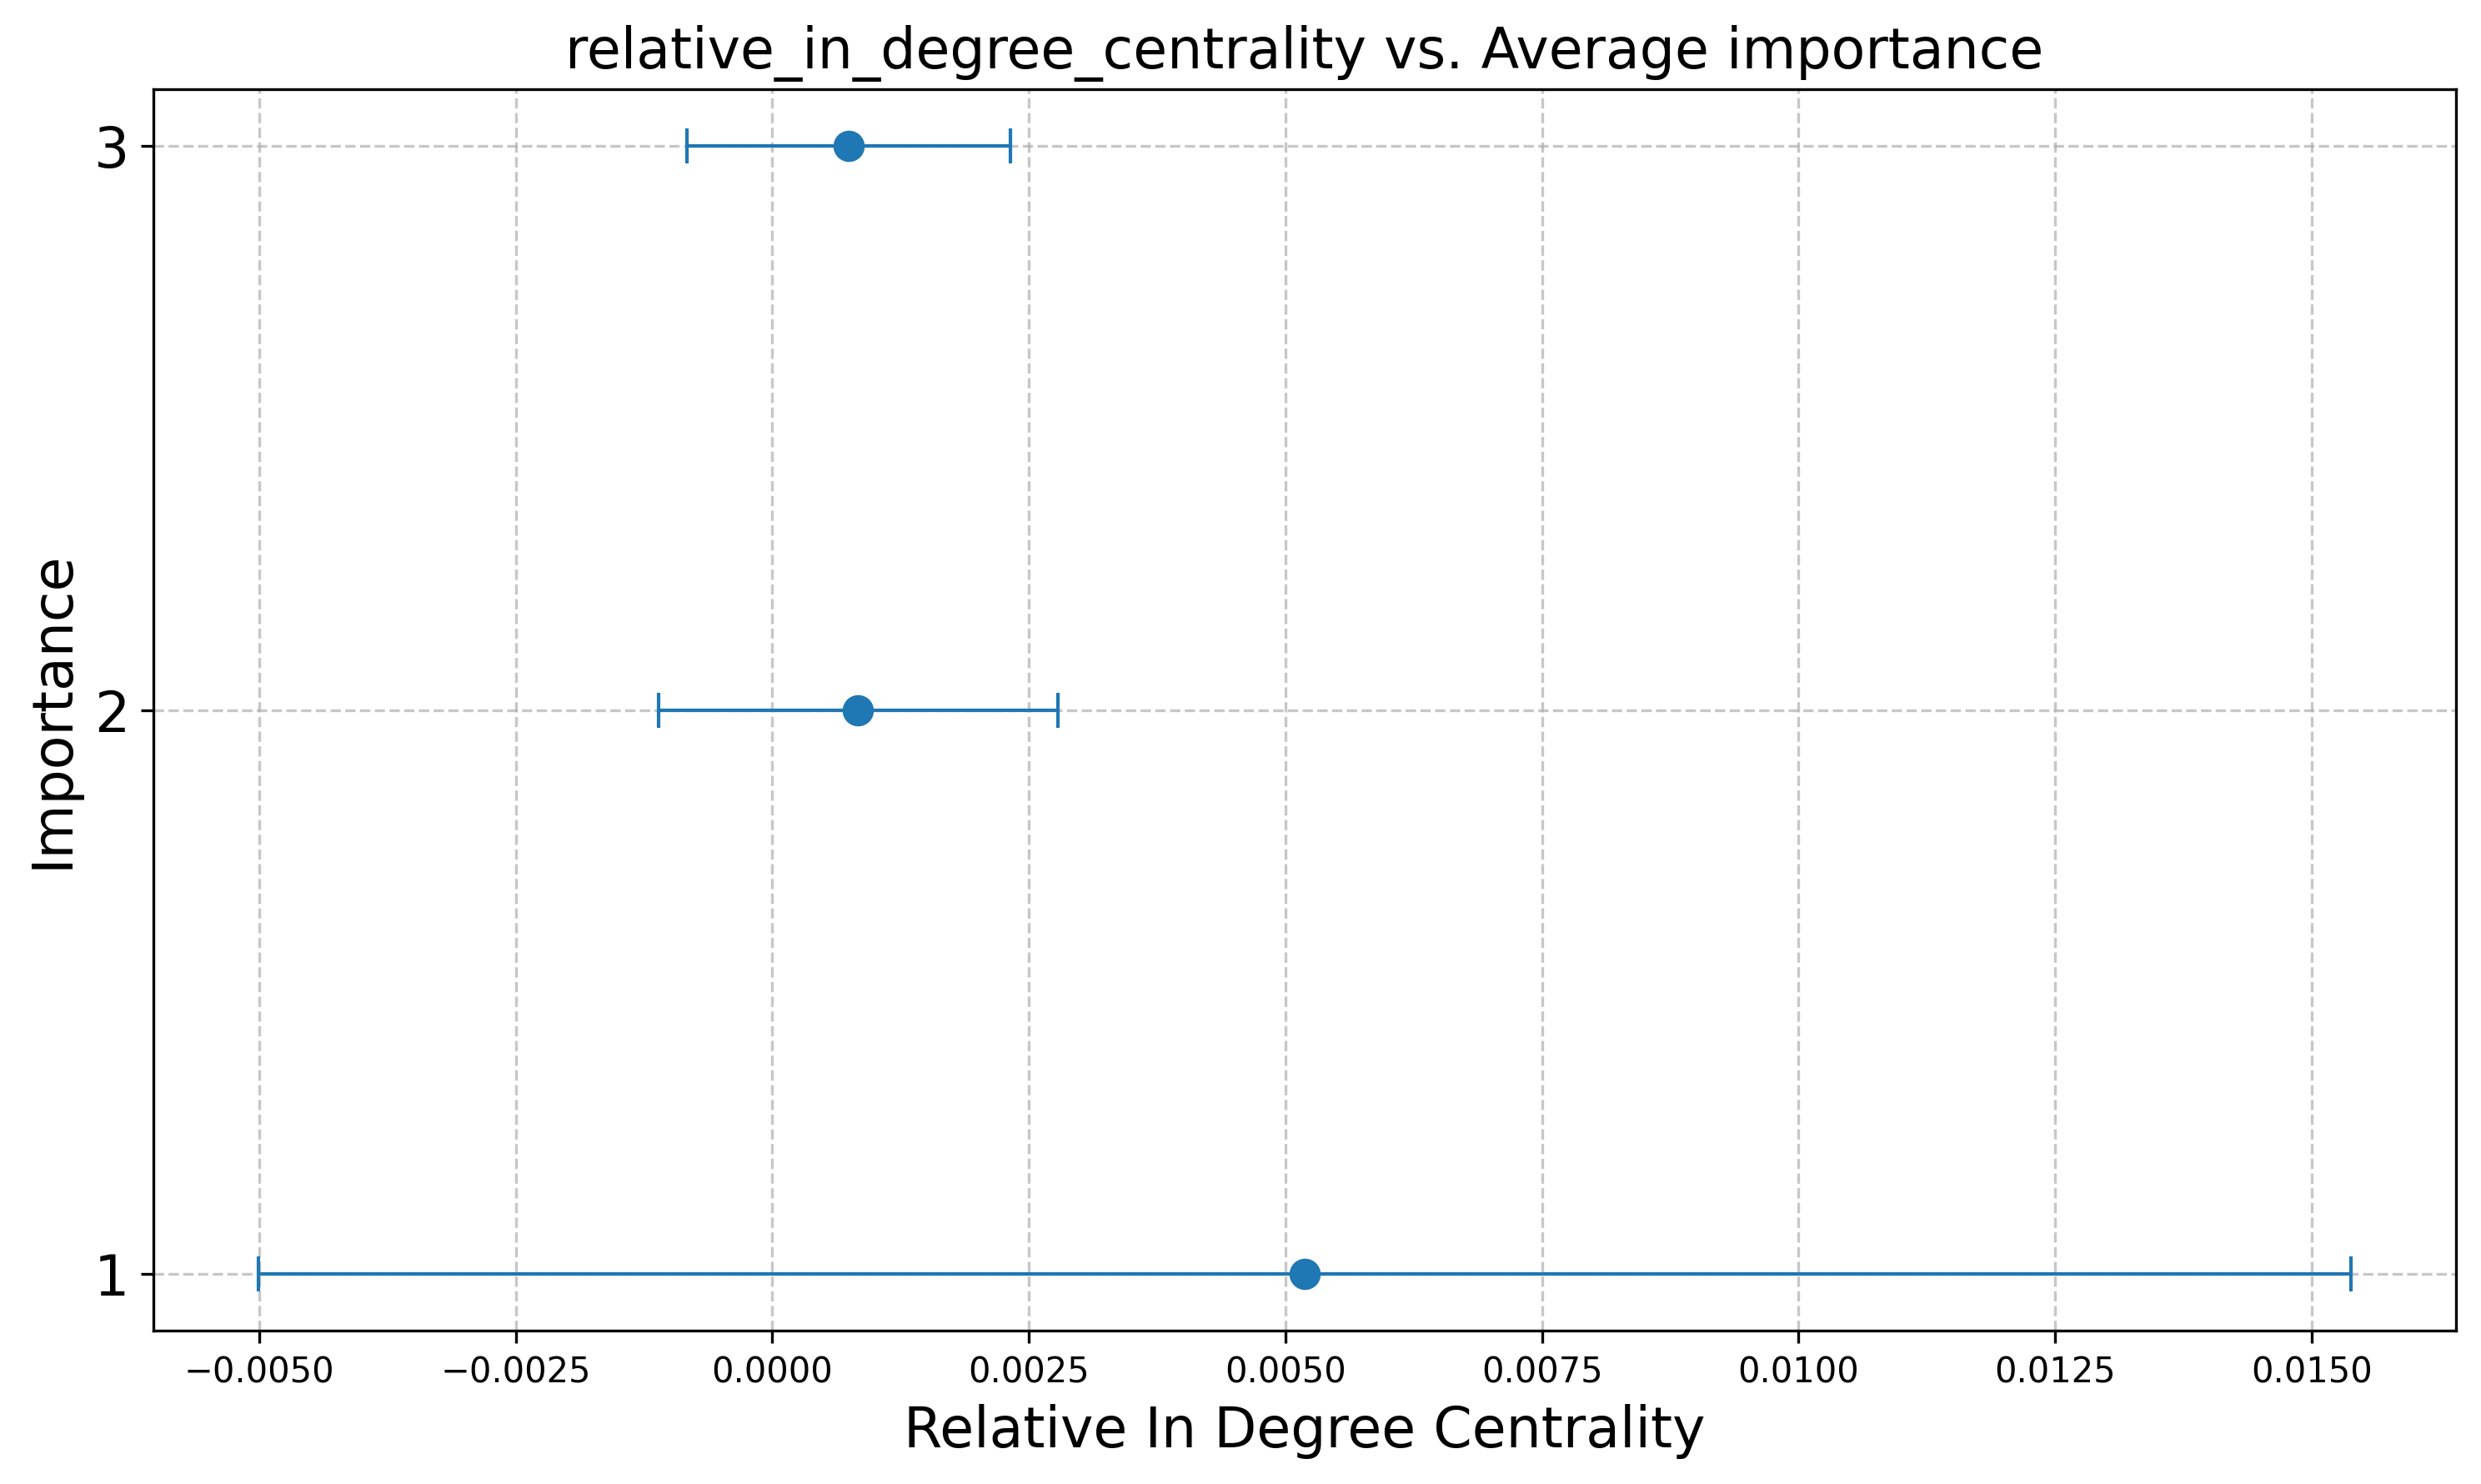 relative_in_degree_centrality vs. Average importance
3
2
1
Importance
−0.0050 −0.0025 0.0000 0.0025 0.0050 0.0075 0.0100 0.0125 0.0150
Relative In Degree Centrality